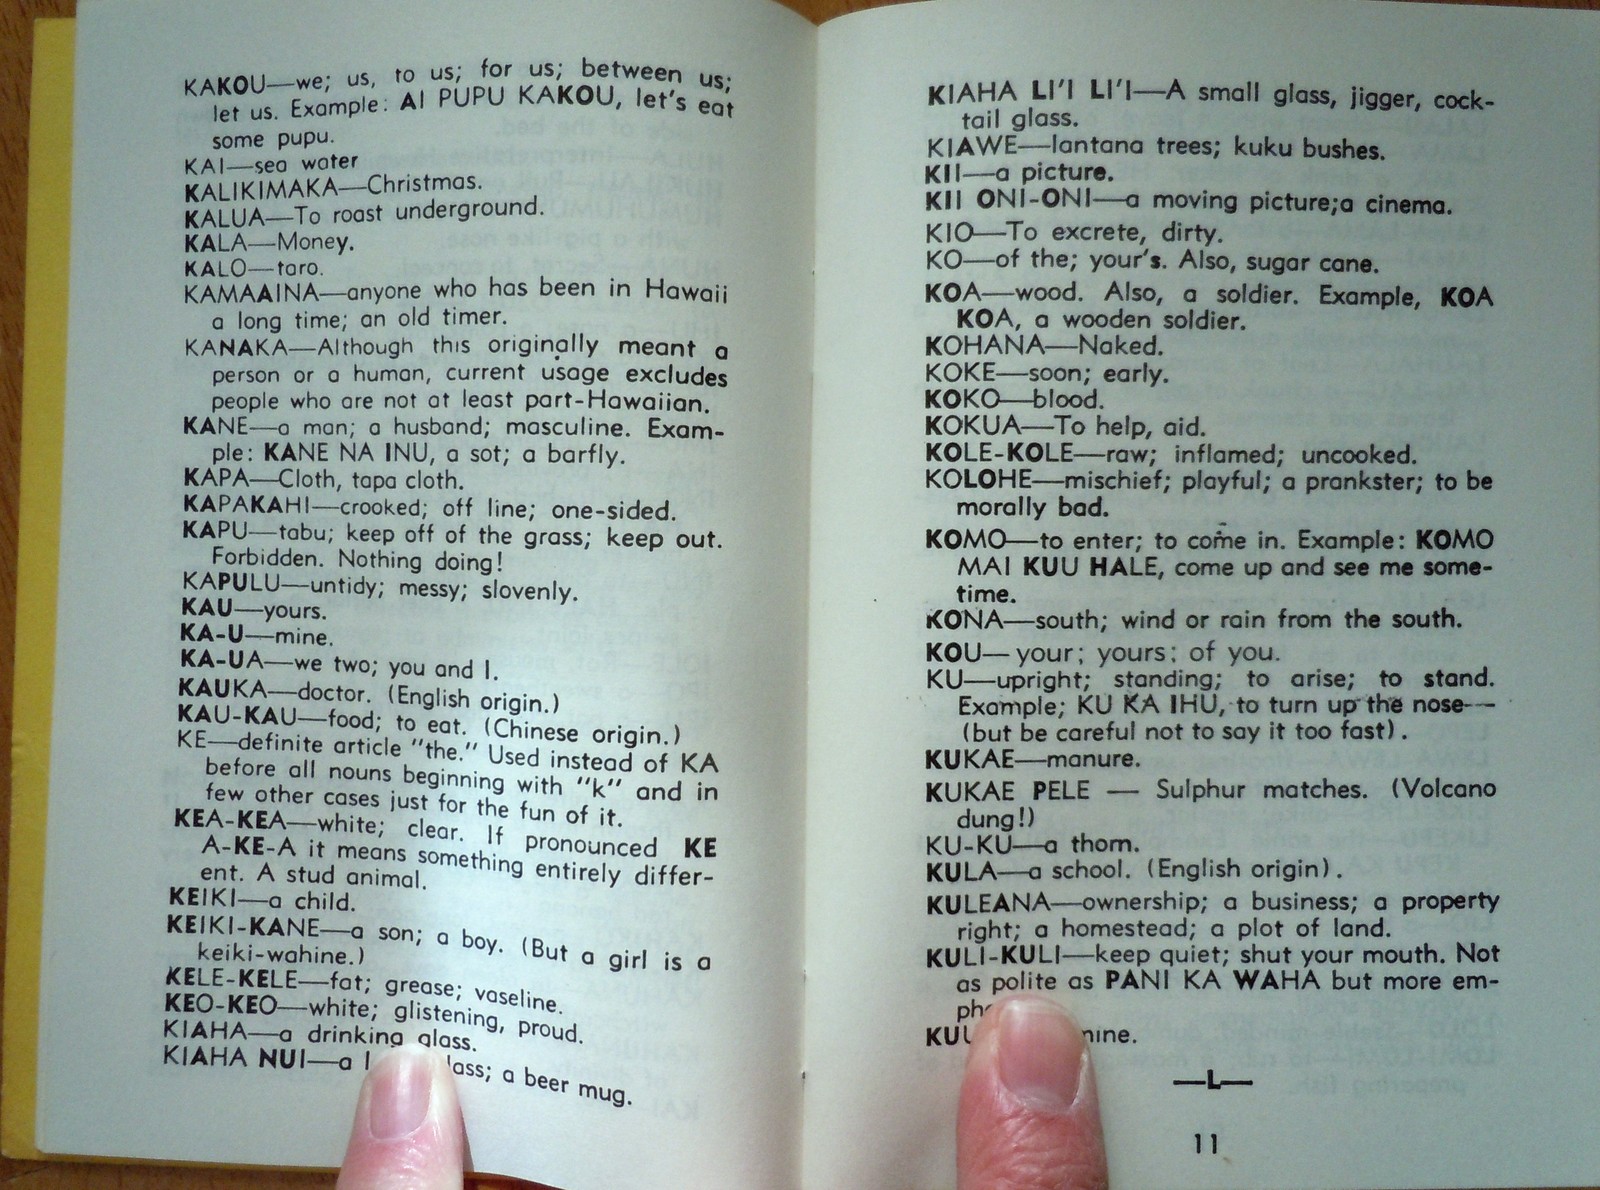 KAKOU—we; us, to us; for us; between us;
let us. Example: AI PUPU KAKOU, let's eat
some pupu.
KAI—sea water
KALIKIMAKA—Christmas.
KALUA—To roast underground.
KALA—Money.
KALO—taro.
KAMAAINA—anyone who has been in Hawaii
a long time; an old timer.
KANAKA—Although this originally meant a
person or a human, current usage excludes
people who are not at least part-Hawaiian.
KANE—a man; a husband; masculine. Exam-
ple: KANE NA INU, a sot; a barfly.
KAPA—Cloth, tapa cloth.
KAPAKAHI—crooked; off line; one-sided.
KAPU—tabu; keep off of the grass; keep out.
Forbidden. Nothing doing!
KAPULU—untidy; messy; slovenly.
KAU—yours.
KA-U—mine.
KA-UA—we two; you and I.
KAUKA—doctor. (English origin.)
KAU-KAU—food; to eat. (Chinese origin.)
KE—definite article "the." Used instead of KA
before all nouns beginning with "k" and in
few other cases just for the fun of it.
KEA-KEA—white; clear. If pronounced KE
A-KE-A it means something entirely differ-
ent. A stud animal.
KEIKI—a child.
KEIKI-KANE—a son; a boy. (But a girl is a
keiki-wahine.)
KELE-KELE—fat; grease; vaseline.
KEO-KEO—white; glistening, proud.
KIAHA—a drinking glass.
KIAHA NUI—a; a beer mug.
KIAHA LI'I LI'I—A small glass, jigger, cock-
tail glass.
KIAWE—lantana trees; kuku bushes.
KII—a picture.
KII ONI-ONI—a moving picture;a cinema.
KIO—To excrete, dirty.
KO—of the; your's. Also, sugar cane.
KOA—wood. Also, a soldier. Example, KOA
KOA, a wooden soldier.
KOHANA—Naked.
KOKE—soon; early.
KOKO—blood.
KOKUA—To help, aid.
KOLE-KOLE—raw; inflamed; uncooked.
KOLOHE—mischief; playful; a prankster; to be
morally bad.
KOMO—to enter; to come in. Example: KOMO
MAI KUU HALE, come up and see me some-
time.
KONA—south; wind or rain from the south.
KOU—your; yours; of you.
KU—upright; standing; to arise; to stand.
Example; KU KA IHU, to turn up the nose—
(but be careful not to say it too fast).
KUKAE—manure.
KUKAE PELE — Sulphur matches. (Volcano
dung!)
KU-KU—a thorn.
KULA—a school. (English origin).
KULEANA—ownership; a business; a property
right; a homestead; a plot of land.
KULI-KULI—keep quiet; shut your mouth. Not
as polite as PANI KA WAHA but more em-
—L—
11